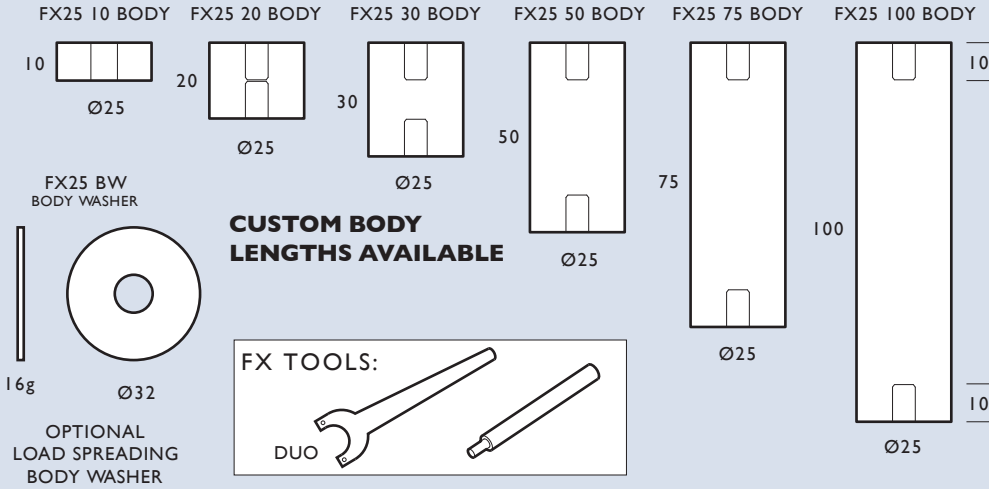 FX25 10 BODY
FX25 20 BODY
FX25 30 BODY
FX25 50 BODY
FX25 75 BODY
FX25 100 BODY
10
Ø25
20
Ø25
30
Ø25
50
Ø25
75
Ø25
100
10
10
Ø25
FX25 BW
BODY WASHER
16g
Ø32
OPTIONAL
LOAD SPREADING
BODY WASHER
CUSTOM BODY
LENGTHS AVAILABLE
FX TOOLS:
DUO